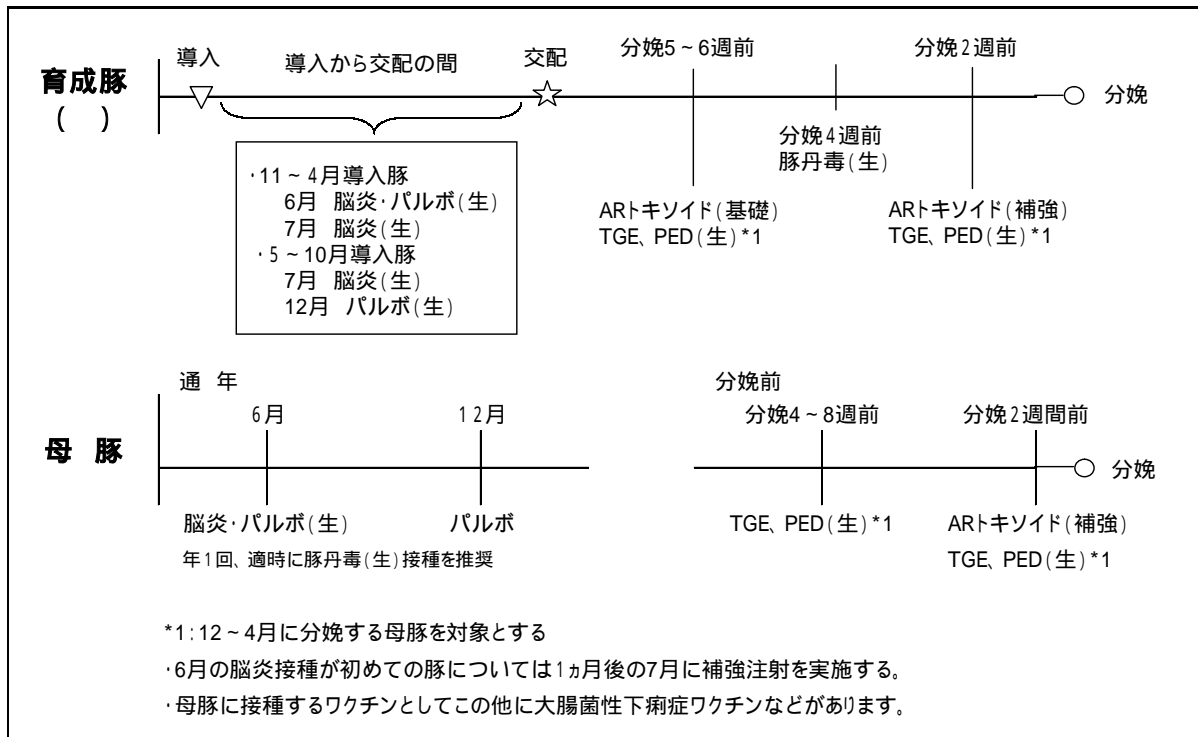 育成豚
(　)
導入
導入から交配の間
交配
分娩5~6週前
分娩2週前
分娩
分娩4週前
豚丹毒(生)
・11~4月導入豚
6月 脳炎・パルボ(生)
7月 脳炎(生)
・5~10月導入豚
7月 脳炎(生)
12月 パルボ(生)
ARトキソイド(基礎)
TGE、PED(生)*1
ARトキソイド(補強)
TGE、PED(生)*1
母 豚
通 年
6月
12月
分娩前
分娩4~8週前
分娩2週間前
分娩
脳炎・パルボ(生)
パルボ
年1回、適時に豚丹毒(生)接種を推奨
TGE、PED(生)*1
ARトキソイド(補強)
TGE、PED(生)*1
*1:12~4月に分娩する母豚を対象とする
・6月の脳炎接種が初めての豚については1ヵ月後の7月に補強注射を実施する。
・母豚に接種するワクチンとしてこの他に大腸菌性下痢症ワクチンなどがあります。